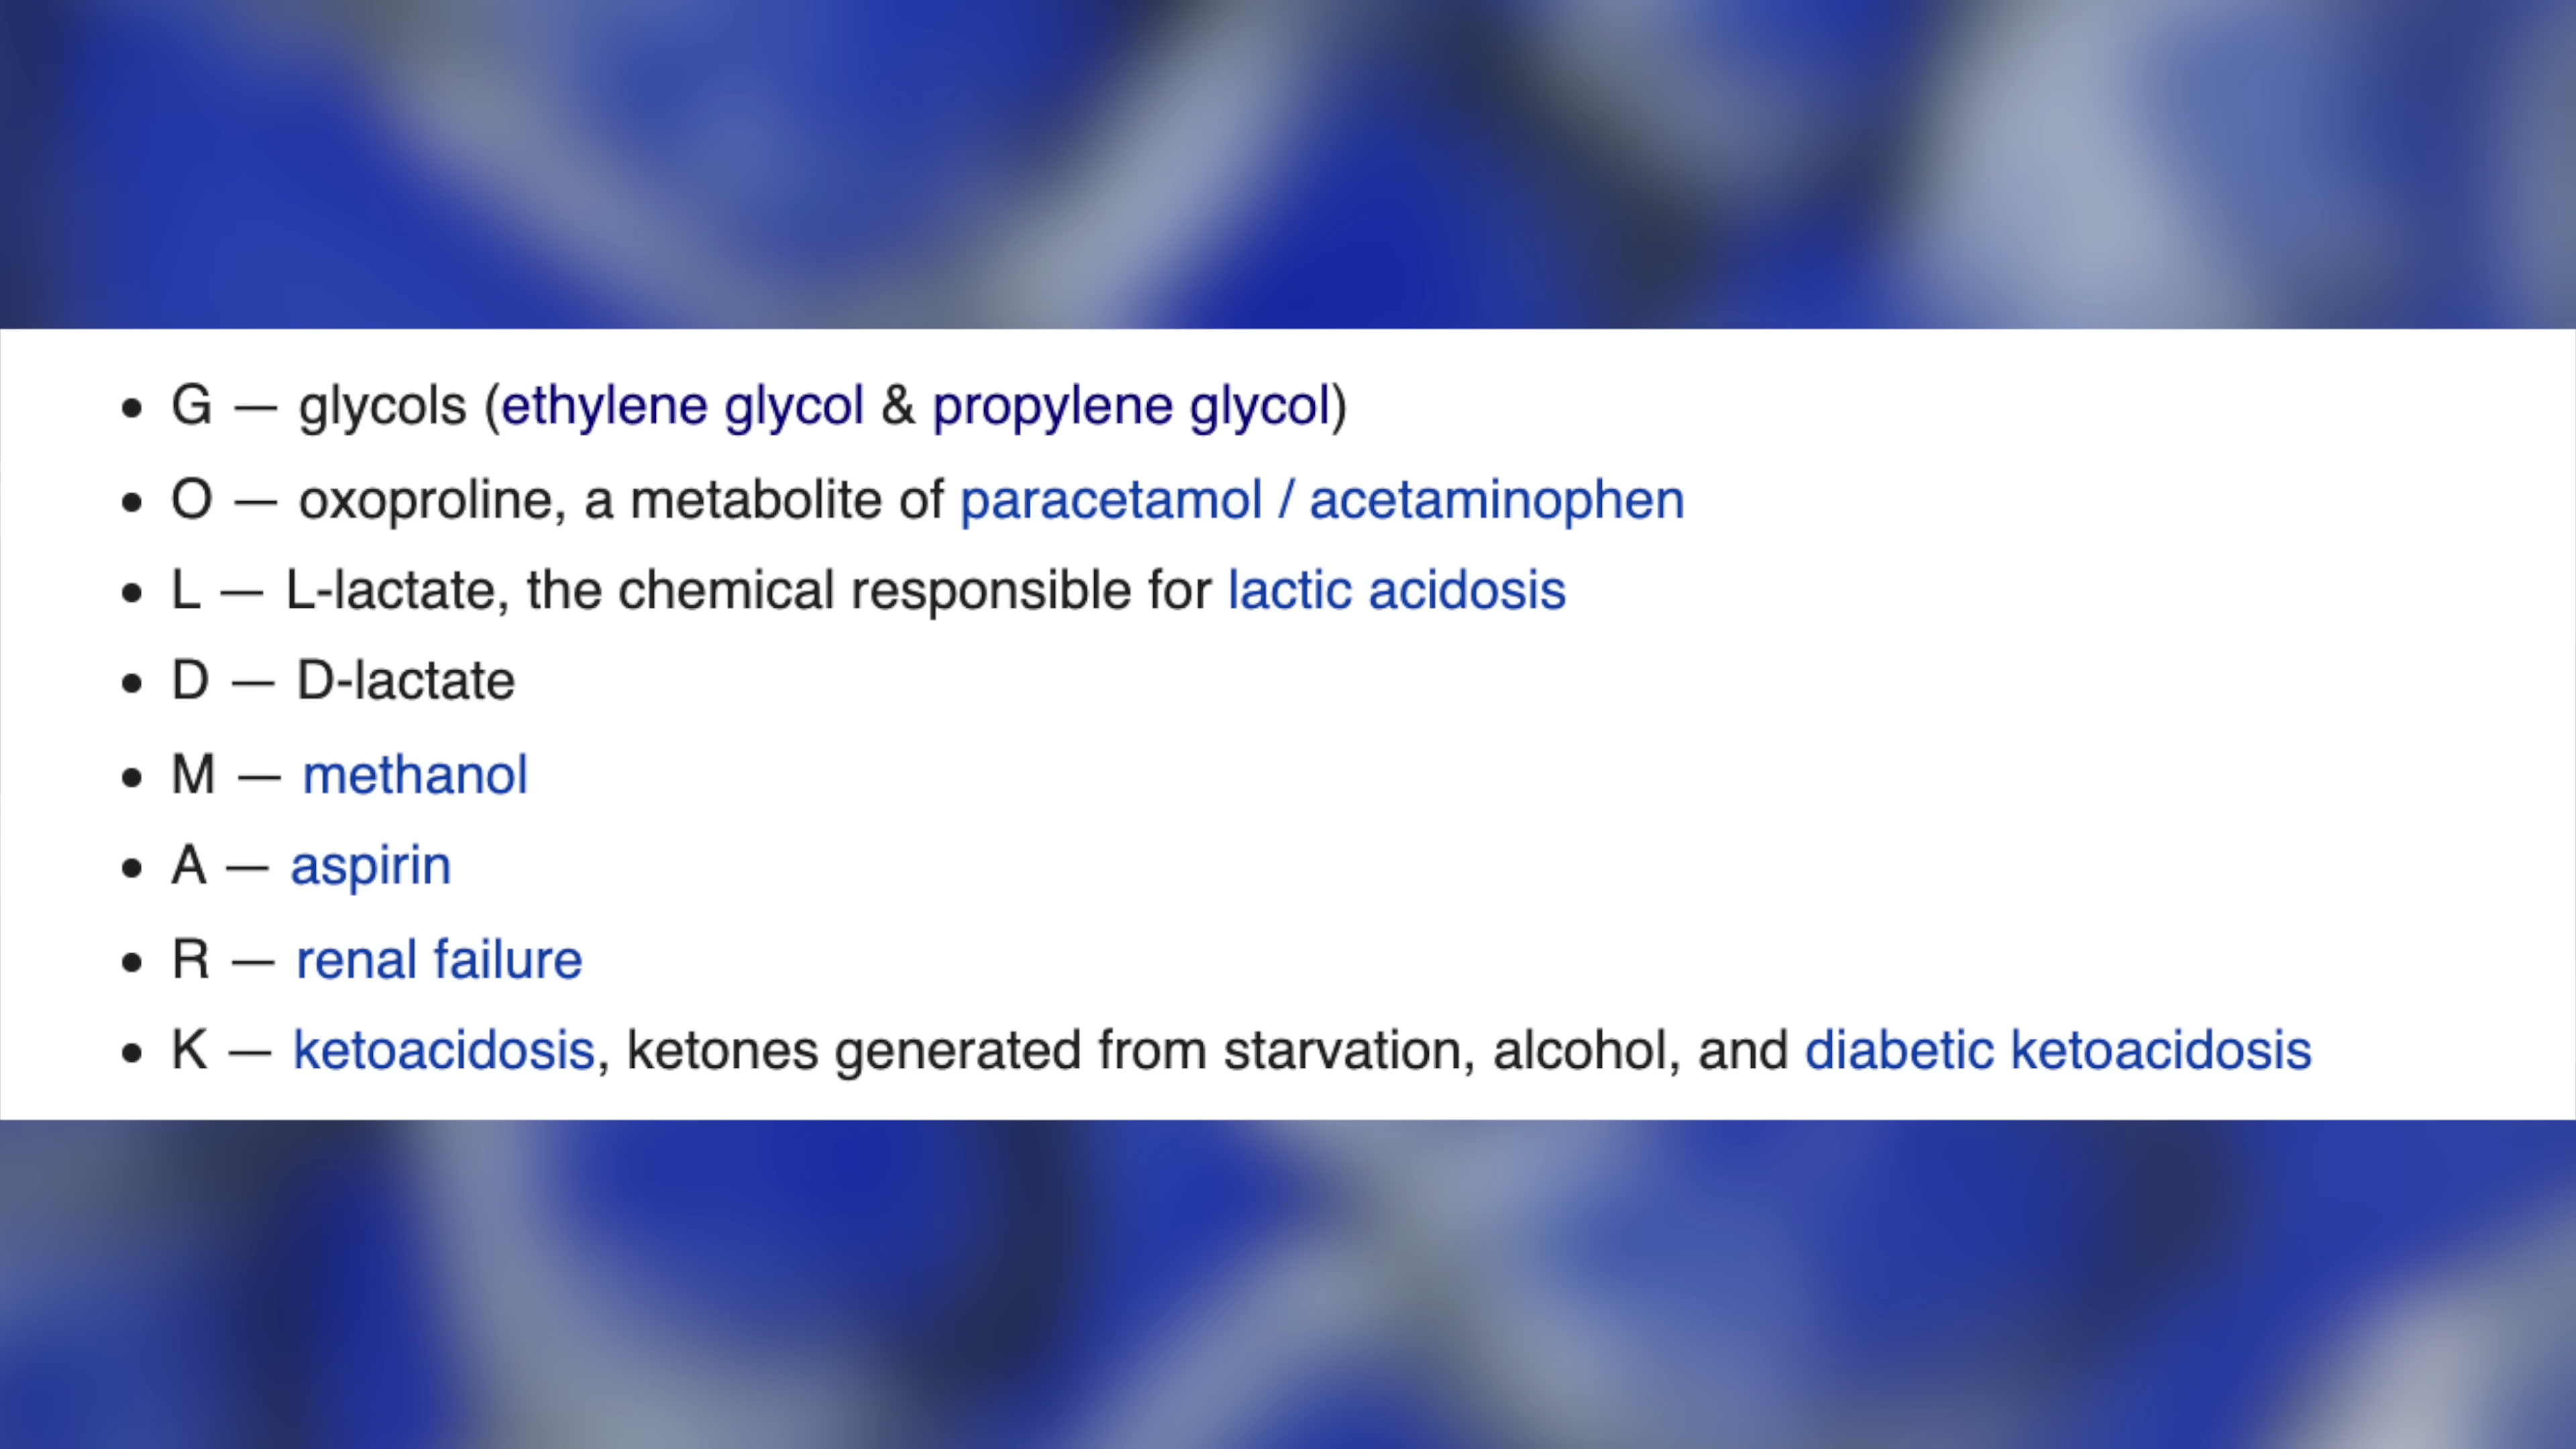 • G — glycols (ethylene glycol & propylene glycol)
• O — oxoproline, a metabolite of paracetamol / acetaminophen
• L — L-lactate, the chemical responsible for lactic acidosis
• D — D-lactate
• M — methanol
• A — aspirin
• R — renal failure
• K — ketoacidosis, ketones generated from starvation, alcohol, and diabetic ketoacidosis